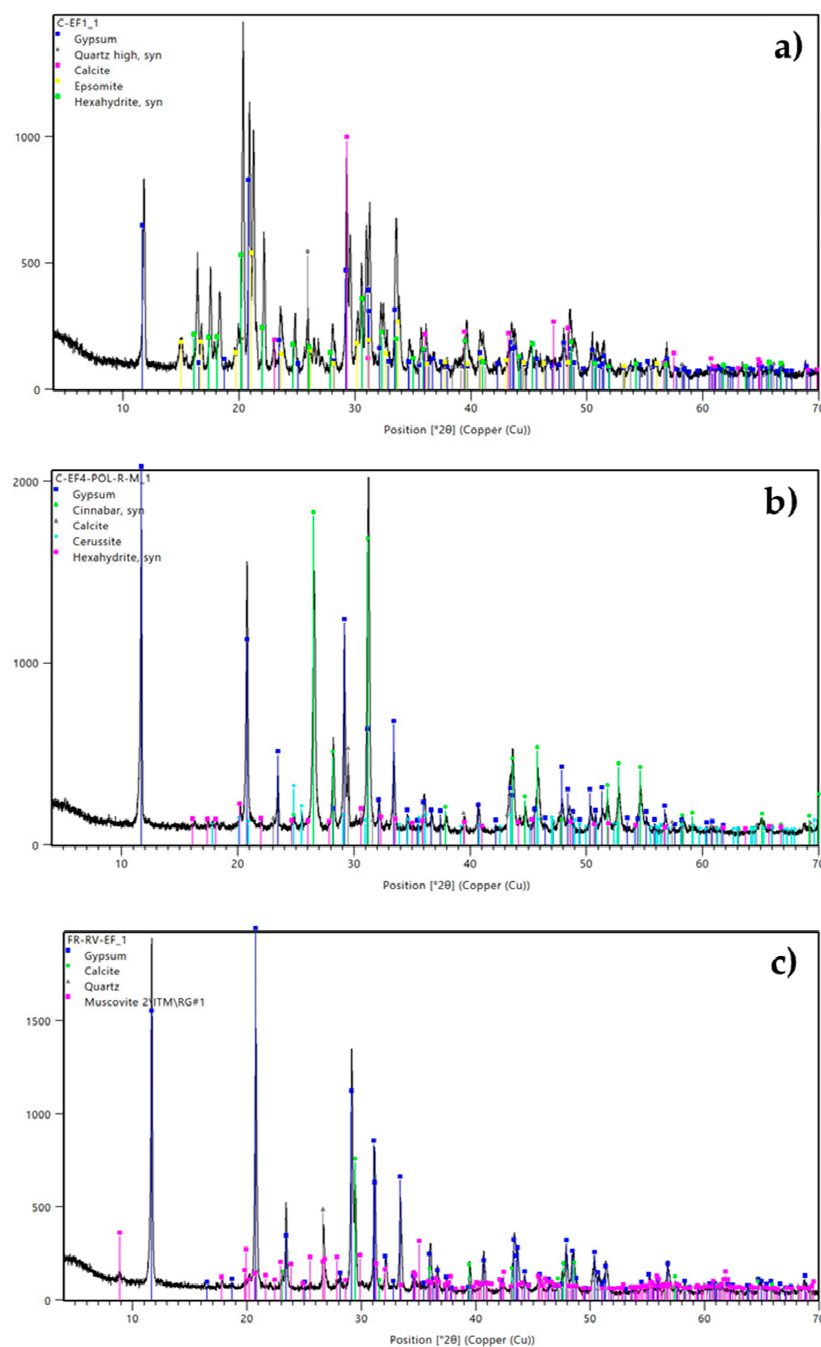 C-EF1_1
a)
Gypsum
Quartz high, syn
Calcite
Epsomite
Hexahydrite, syn
1000
500
0
10 20 30 40 50 60 70
Position [°2θ] (Copper (Cu))
C-EF4-POL-R-M_1
b)
Gypsum
Cinnabar, syn
Calcite
Cerussite
Hexahydrite, syn
2000
1000
0
10 20 30 40 50 60 70
Position [°2θ] (Copper (Cu))
FR-RV-EF_1
c)
Gypsum
Calcite
Quartz
Muscovite 2\ITM\RG#1
1500
1000
500
0
10 20 30 40 50 60 70
Position [°2θ] (Copper (Cu))